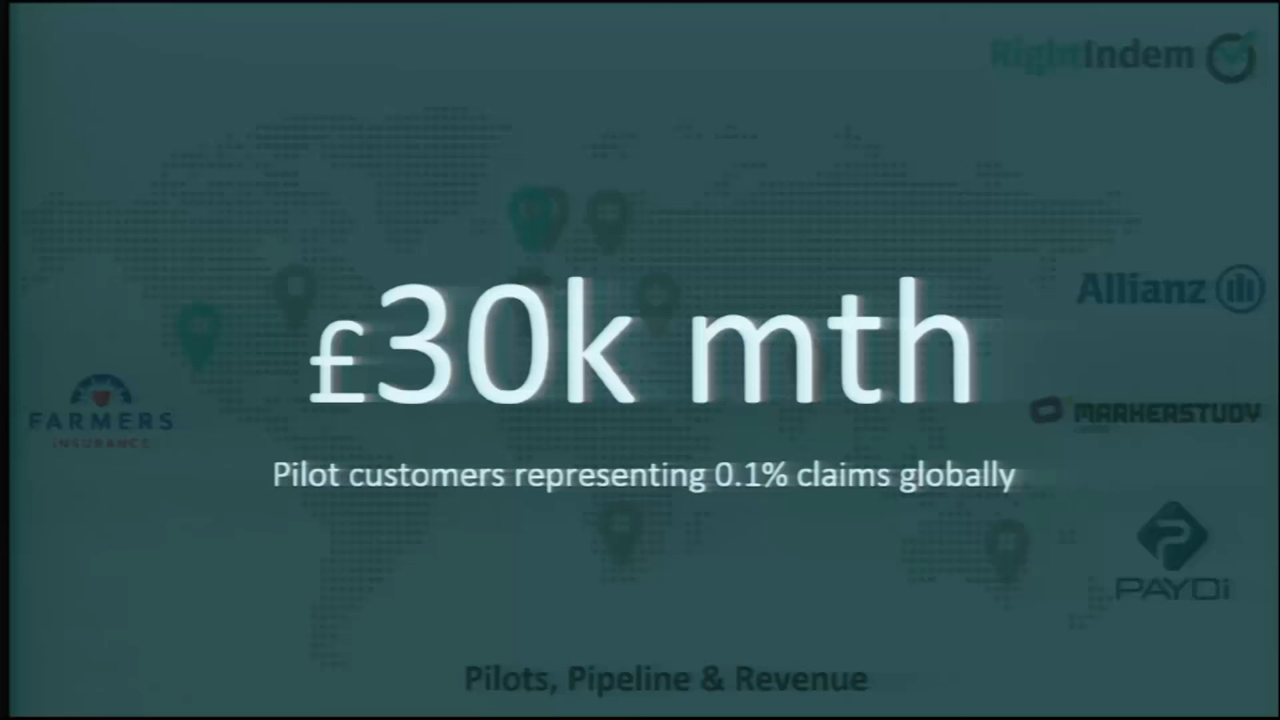 RightIndem
£30k mth
Allianz
FARMERS
INSURANCE
MARKERSTUDY
Pilot customers representing 0.1% claims globally
PAYDi
Pilots, Pipeline & Revenue